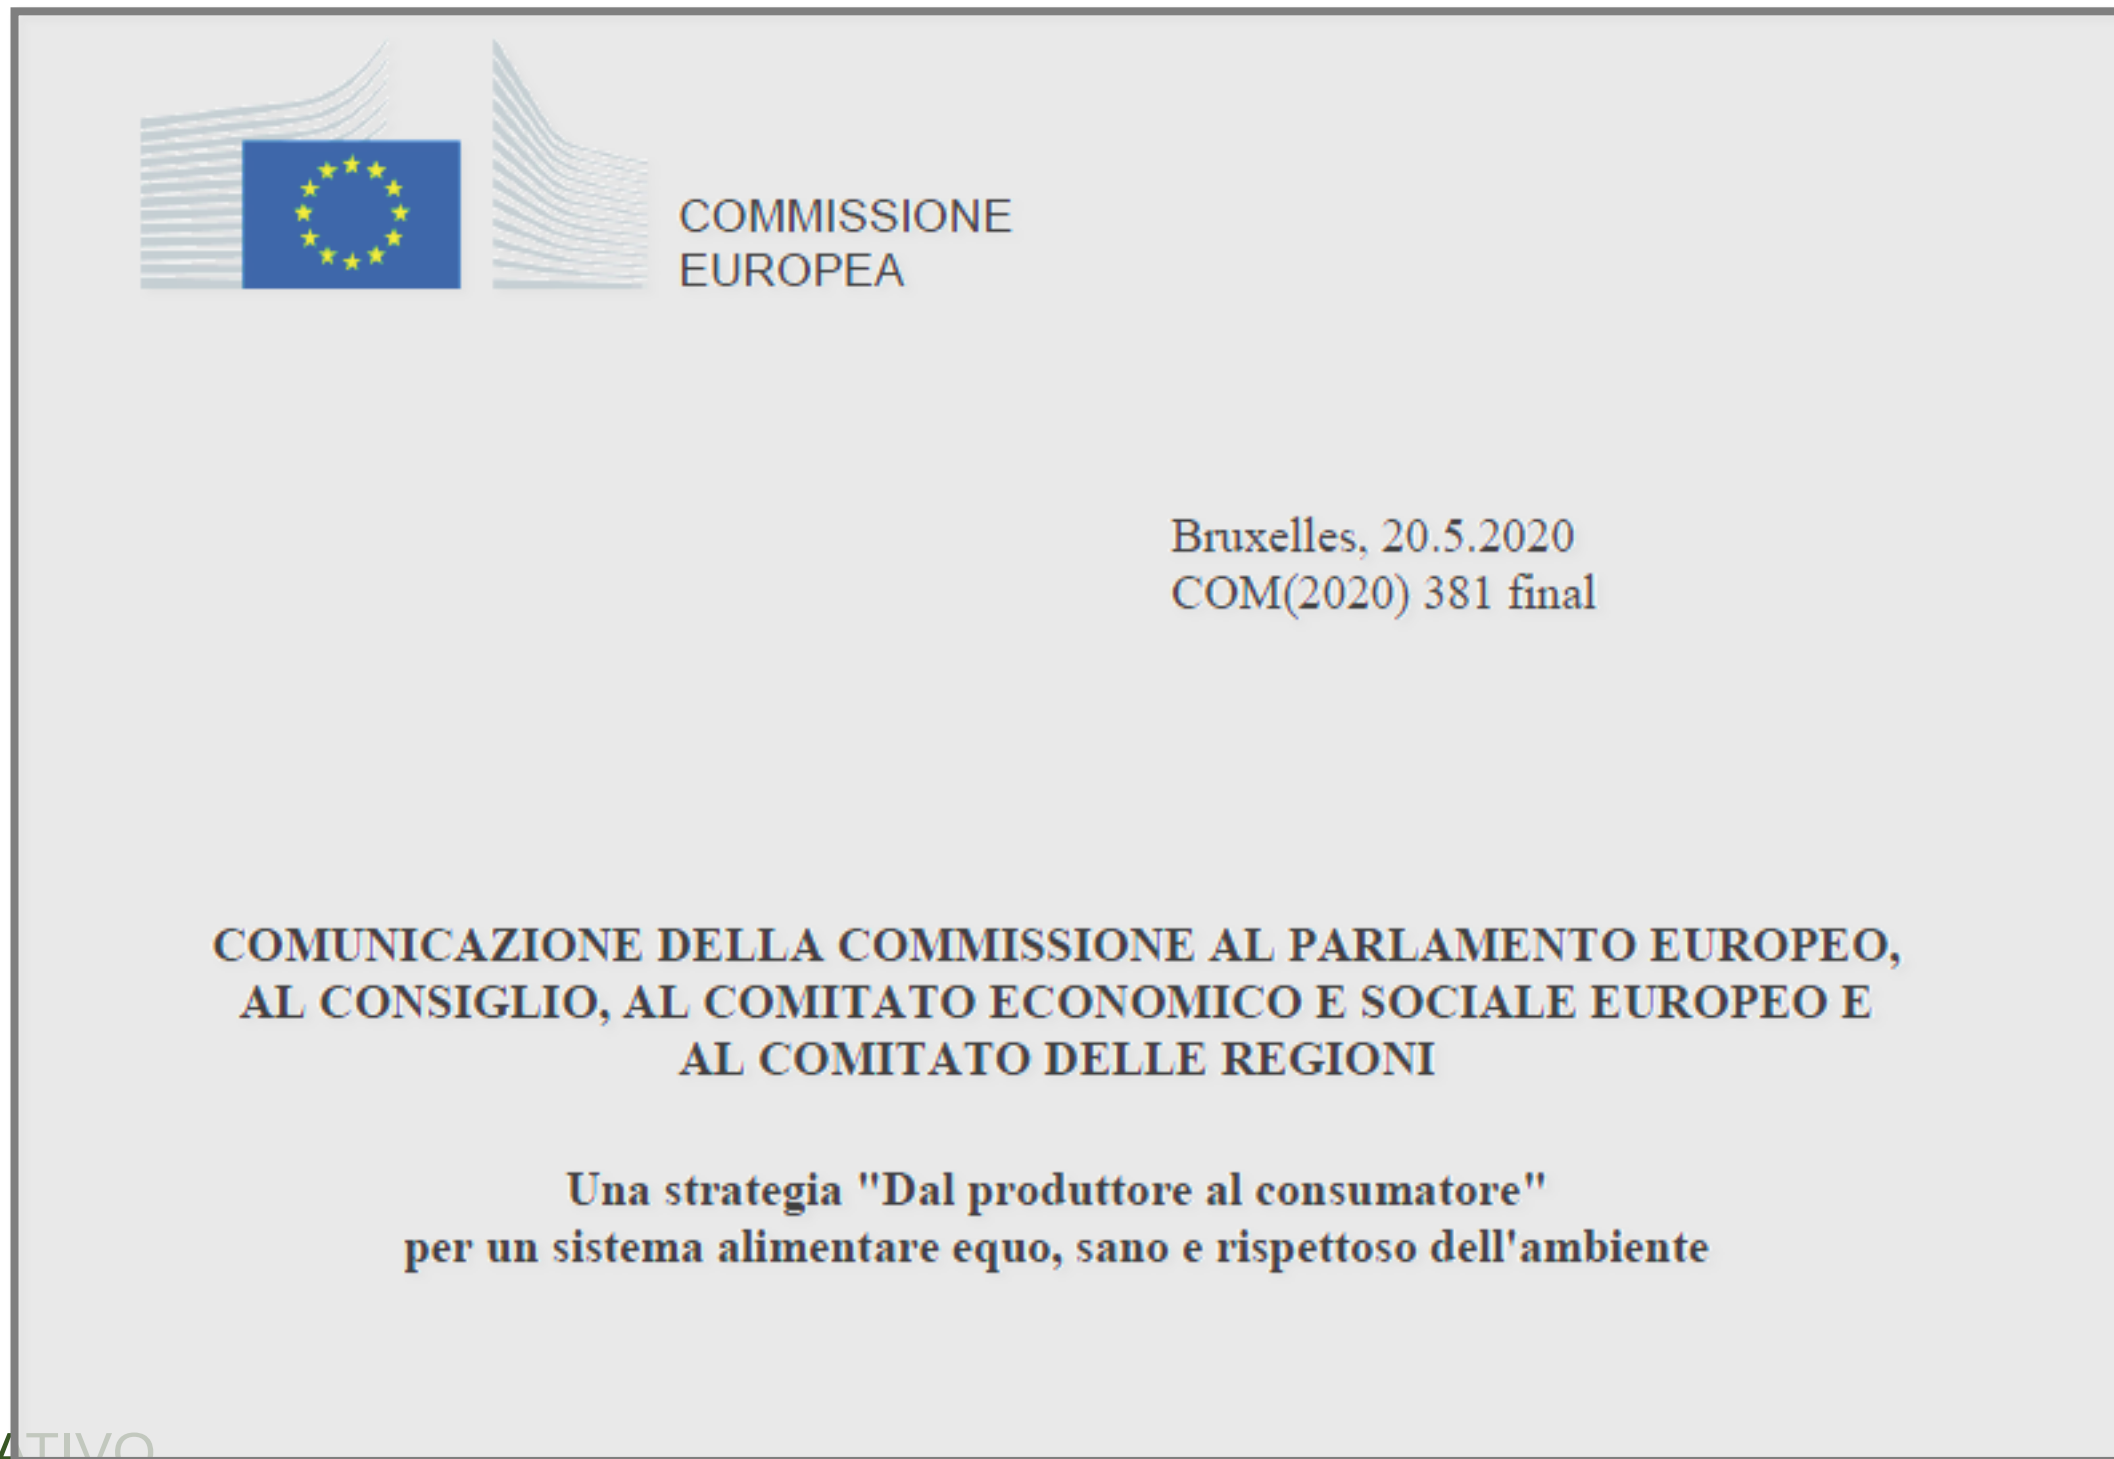 COMMISSIONE
EUROPEA
Bruxelles, 20.5.2020
COM(2020) 381 final
COMUNICAZIONE DELLA COMMISSIONE AL PARLAMENTO EUROPEO,
AL CONSIGLIO, AL COMITATO ECONOMICO E SOCIALE EUROPEO E
AL COMITATO DELLE REGIONI
Una strategia "Dal produttore al consumatore"
per un sistema alimentare equo, sano e rispettoso dell'ambiente